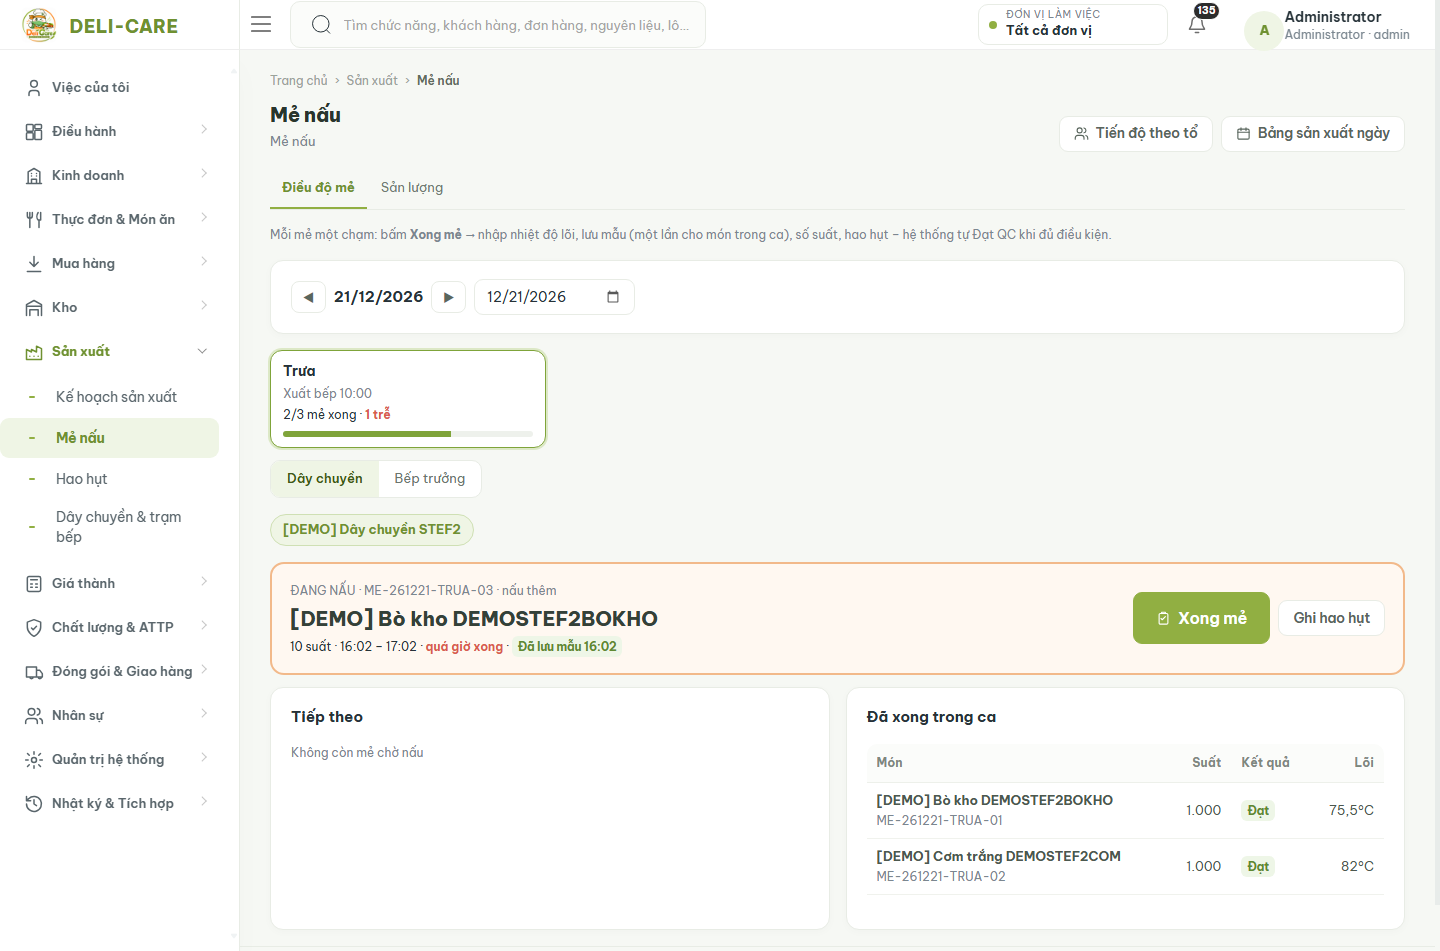 DELI-CARE
Tìm chức năng, khách hàng, đơn hàng, nguyên liệu, lô...
ĐƠN VỊ LÀM VIỆC
Tất cả đơn vị
135
A
Administrator
Administrator · admin
Việc của tôi
Điều hành
Kinh doanh
Thực đơn & Món ăn
Mua hàng
Kho
Sản xuất
Kế hoạch sản xuất
Mẻ nấu
Hao hụt
Dây chuyền & trạm
bếp
Giá thành
Chất lượng & ATTP
Đóng gói & Giao hàng
Nhân sự
Quản trị hệ thống
Nhật ký & Tích hợp
Trang chủ › Sản xuất › Mẻ nấu
Mẻ nấu
Mẻ nấu
Tiến độ theo tổ
Bảng sản xuất ngày
Điều độ mẻ
Sản lượng
Mỗi mẻ một chạm: bấm Xong mẻ → nhập nhiệt độ lõi, lưu mẫu (một lần cho món trong ca), số suất, hao hụt – hệ thống tự Đạt QC khi đủ điều kiện.
◀ 21/12/2026 ▶ 12/21/2026
Trưa
Xuất bếp 10:00
2/3 mẻ xong · 1 trễ
Dây chuyền
Bếp trưởng
[DEMO] Dây chuyền STEF2
ĐANG NẤU · ME-261221-TRUA-03 · nấu thêm
[DEMO] Bò kho DEMOSTEF2BOKHO
10 suất · 16:02 – 17:02 · quá giờ xong · Đã lưu mẫu 16:02
Xong mẻ
Ghi hao hụt
Tiếp theo
Không còn mẻ chờ nấu
Đã xong trong ca
Món Suất Kết quả Lõi
[DEMO] Bò kho DEMOSTEF2BOKHO
ME-261221-TRUA-01
1.000 Đạt 75,5°C
[DEMO] Cơm trắng DEMOSTEF2COM
ME-261221-TRUA-02
1.000 Đạt 82°C